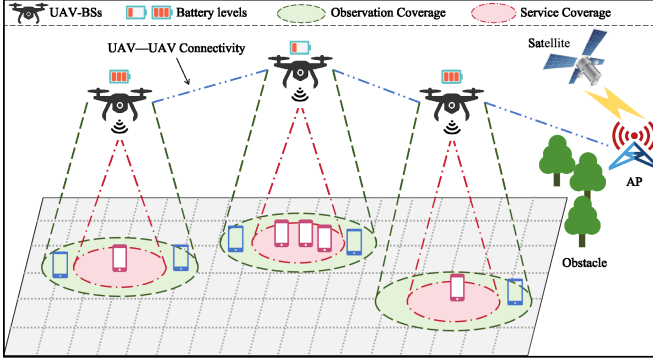 UAV-BSs Battery levels Observation Coverage Service Coverage
UAV—UAV Connectivity
Satellite
AP
Obstacle